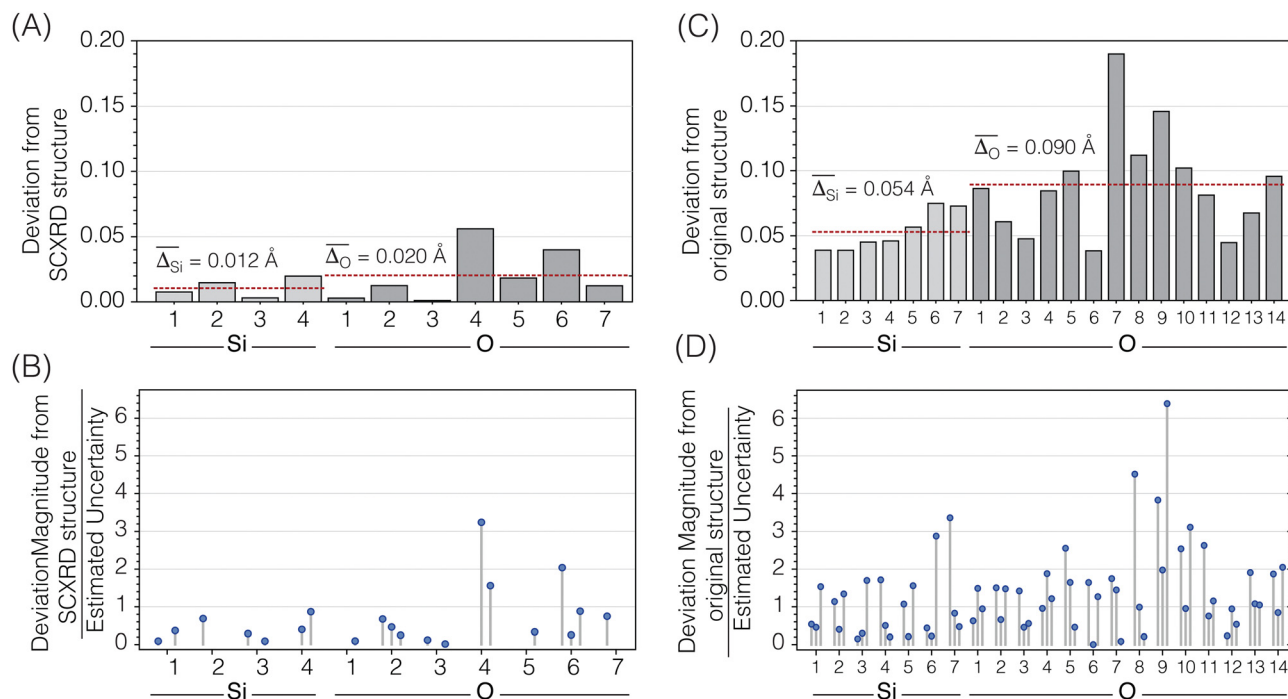 (A)
Deviation from
SCXRD structure
0.20
0.15
0.10
0.05
0.00
Δ̅Si = 0.012 Å
Δ̅O = 0.020 Å
1 2 3 4 1 2 3 4 5 6 7
Si O
(C)
Deviation from
original structure
0.20
0.15
0.10
0.05
0.00
Δ̅Si = 0.054 Å
Δ̅O = 0.090 Å
1 2 3 4 5 6 7 1 2 3 4 5 6 7 8 9 10 11 12 13 14
Si O
(B)
DeviationMagnitude from
SCXRD structure
Estimated Uncertainty
6
5
4
3
2
1
0
1 2 3 4 1 2 3 4 5 6 7
Si O
(D)
Deviation Magnitude from
original structure
Estimated Uncertainty
6
5
4
3
2
1
0
1 2 3 4 5 6 7 1 2 3 4 5 6 7 8 9 10 11 12 13 14
Si O